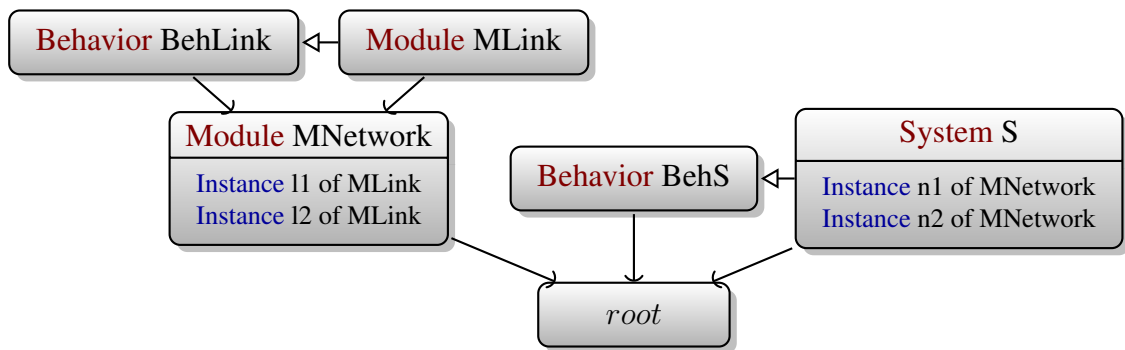 Behavior BehLink
Module MLink
Module MNetwork
Instance l1 of MLink
Instance l2 of MLink
Behavior BehS
System S
Instance n1 of MNetwork
Instance n2 of MNetwork
root